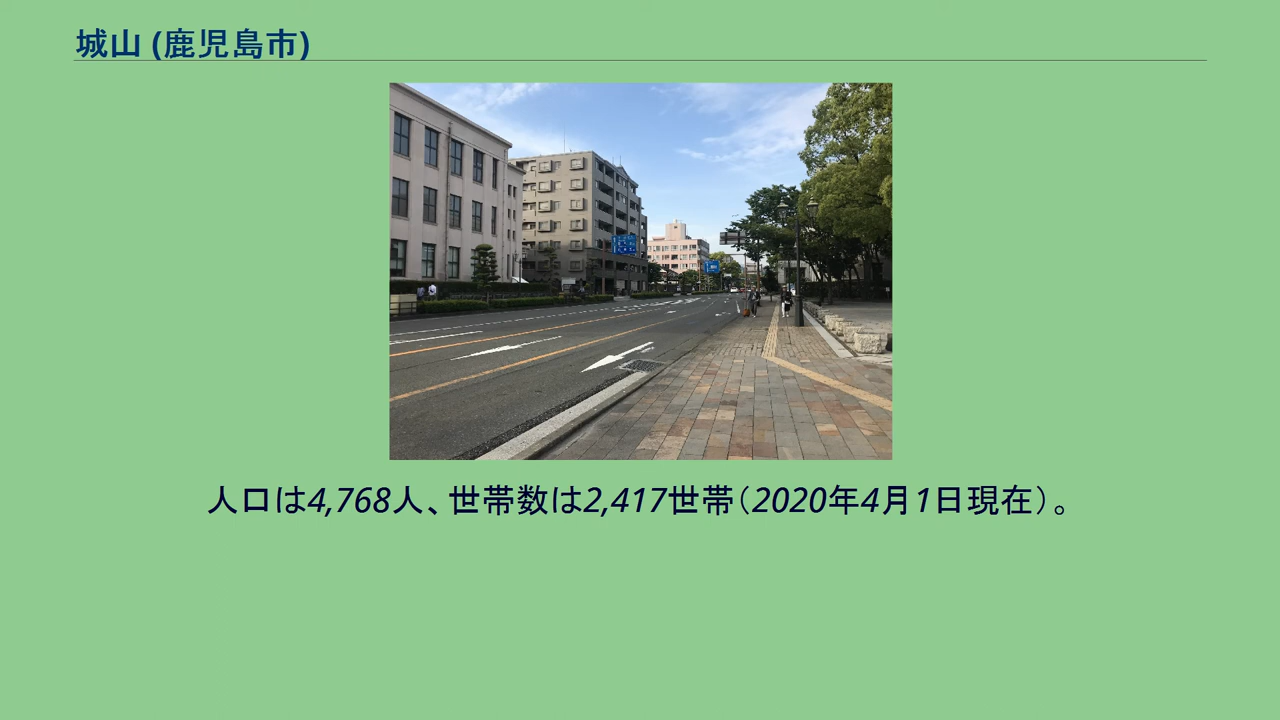 城山 (鹿児島市)
人口は4,768人、世帯数は2,417世帯（2020年4月1日現在）。